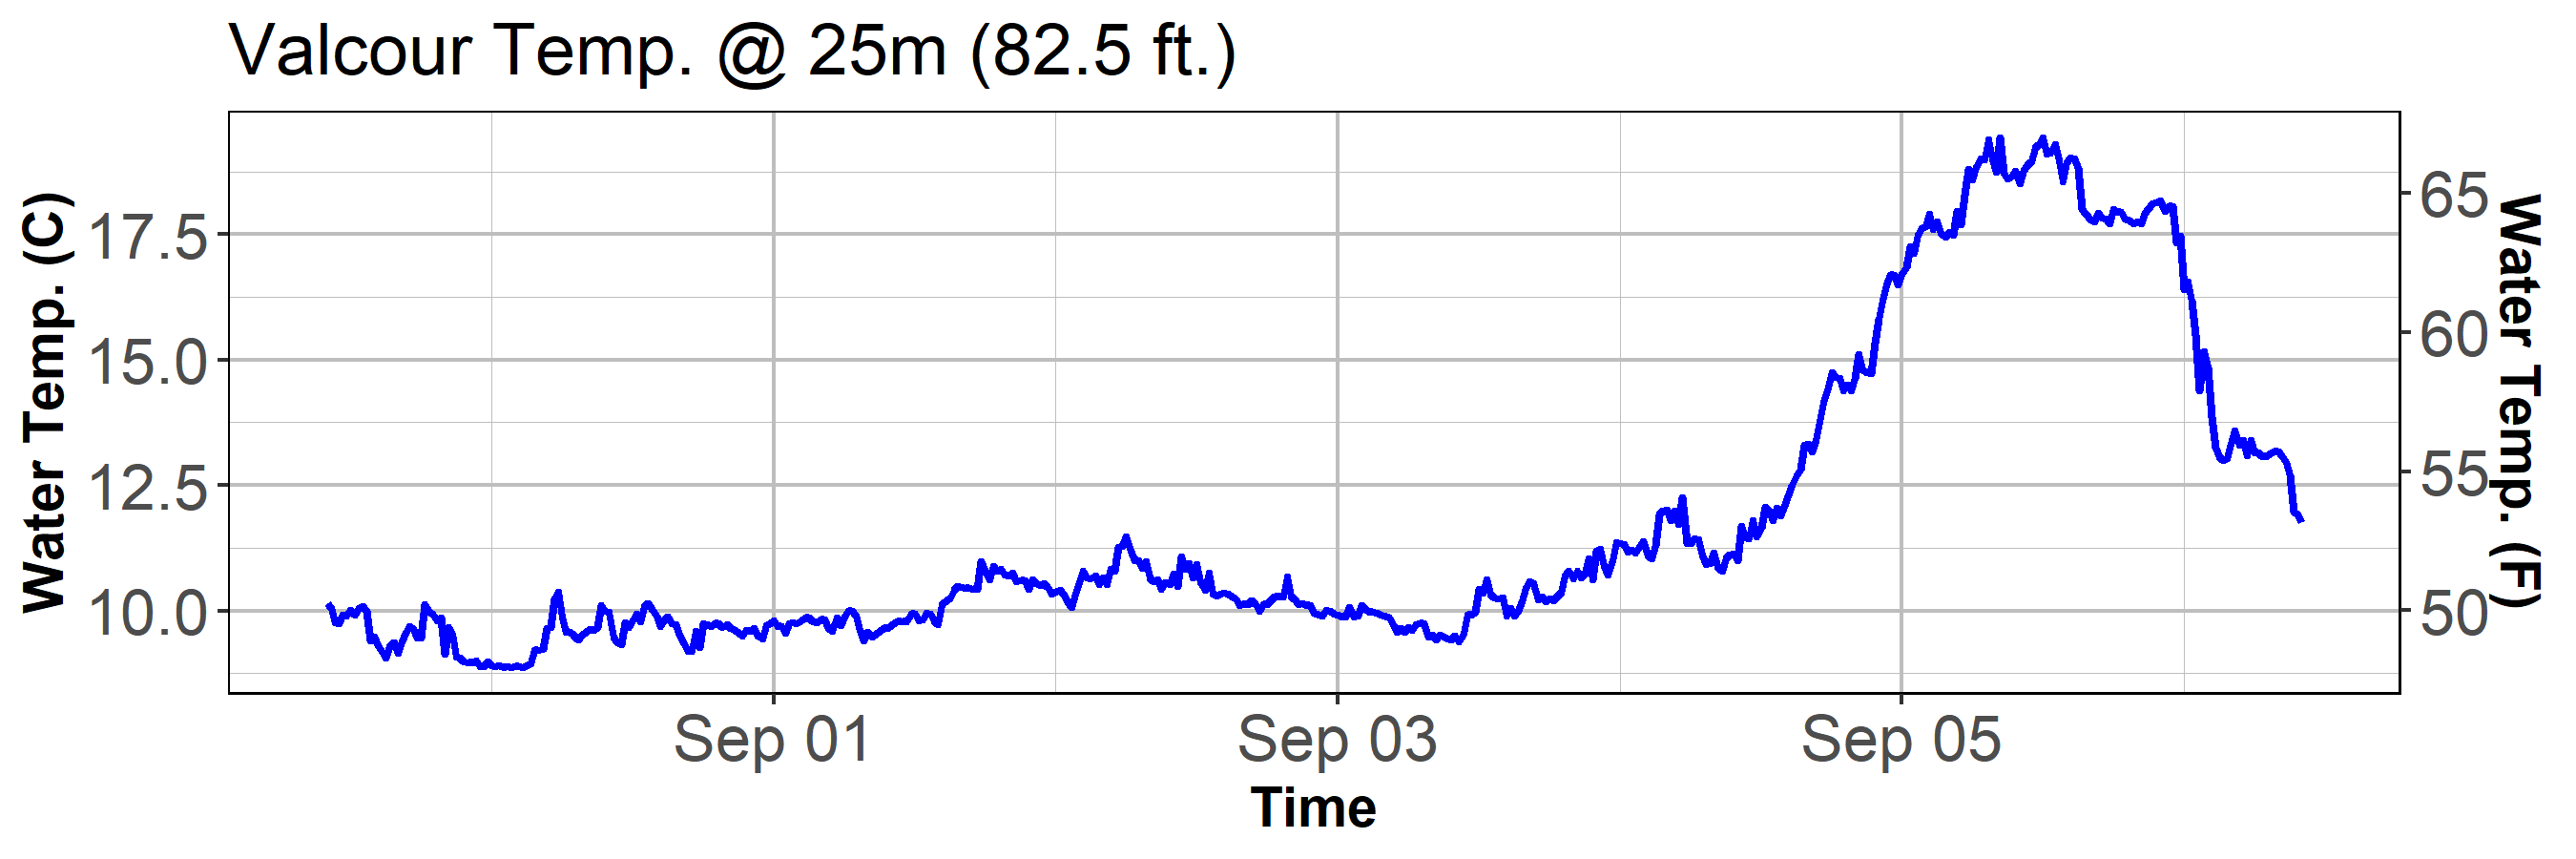 Valcour Temp. @ 25m (82.5 ft.)
Water Temp. (C)
17.5
15.0
12.5
10.0
65
60
55
50
Water Temp. (F)
Sep 01
Sep 03
Sep 05
Time